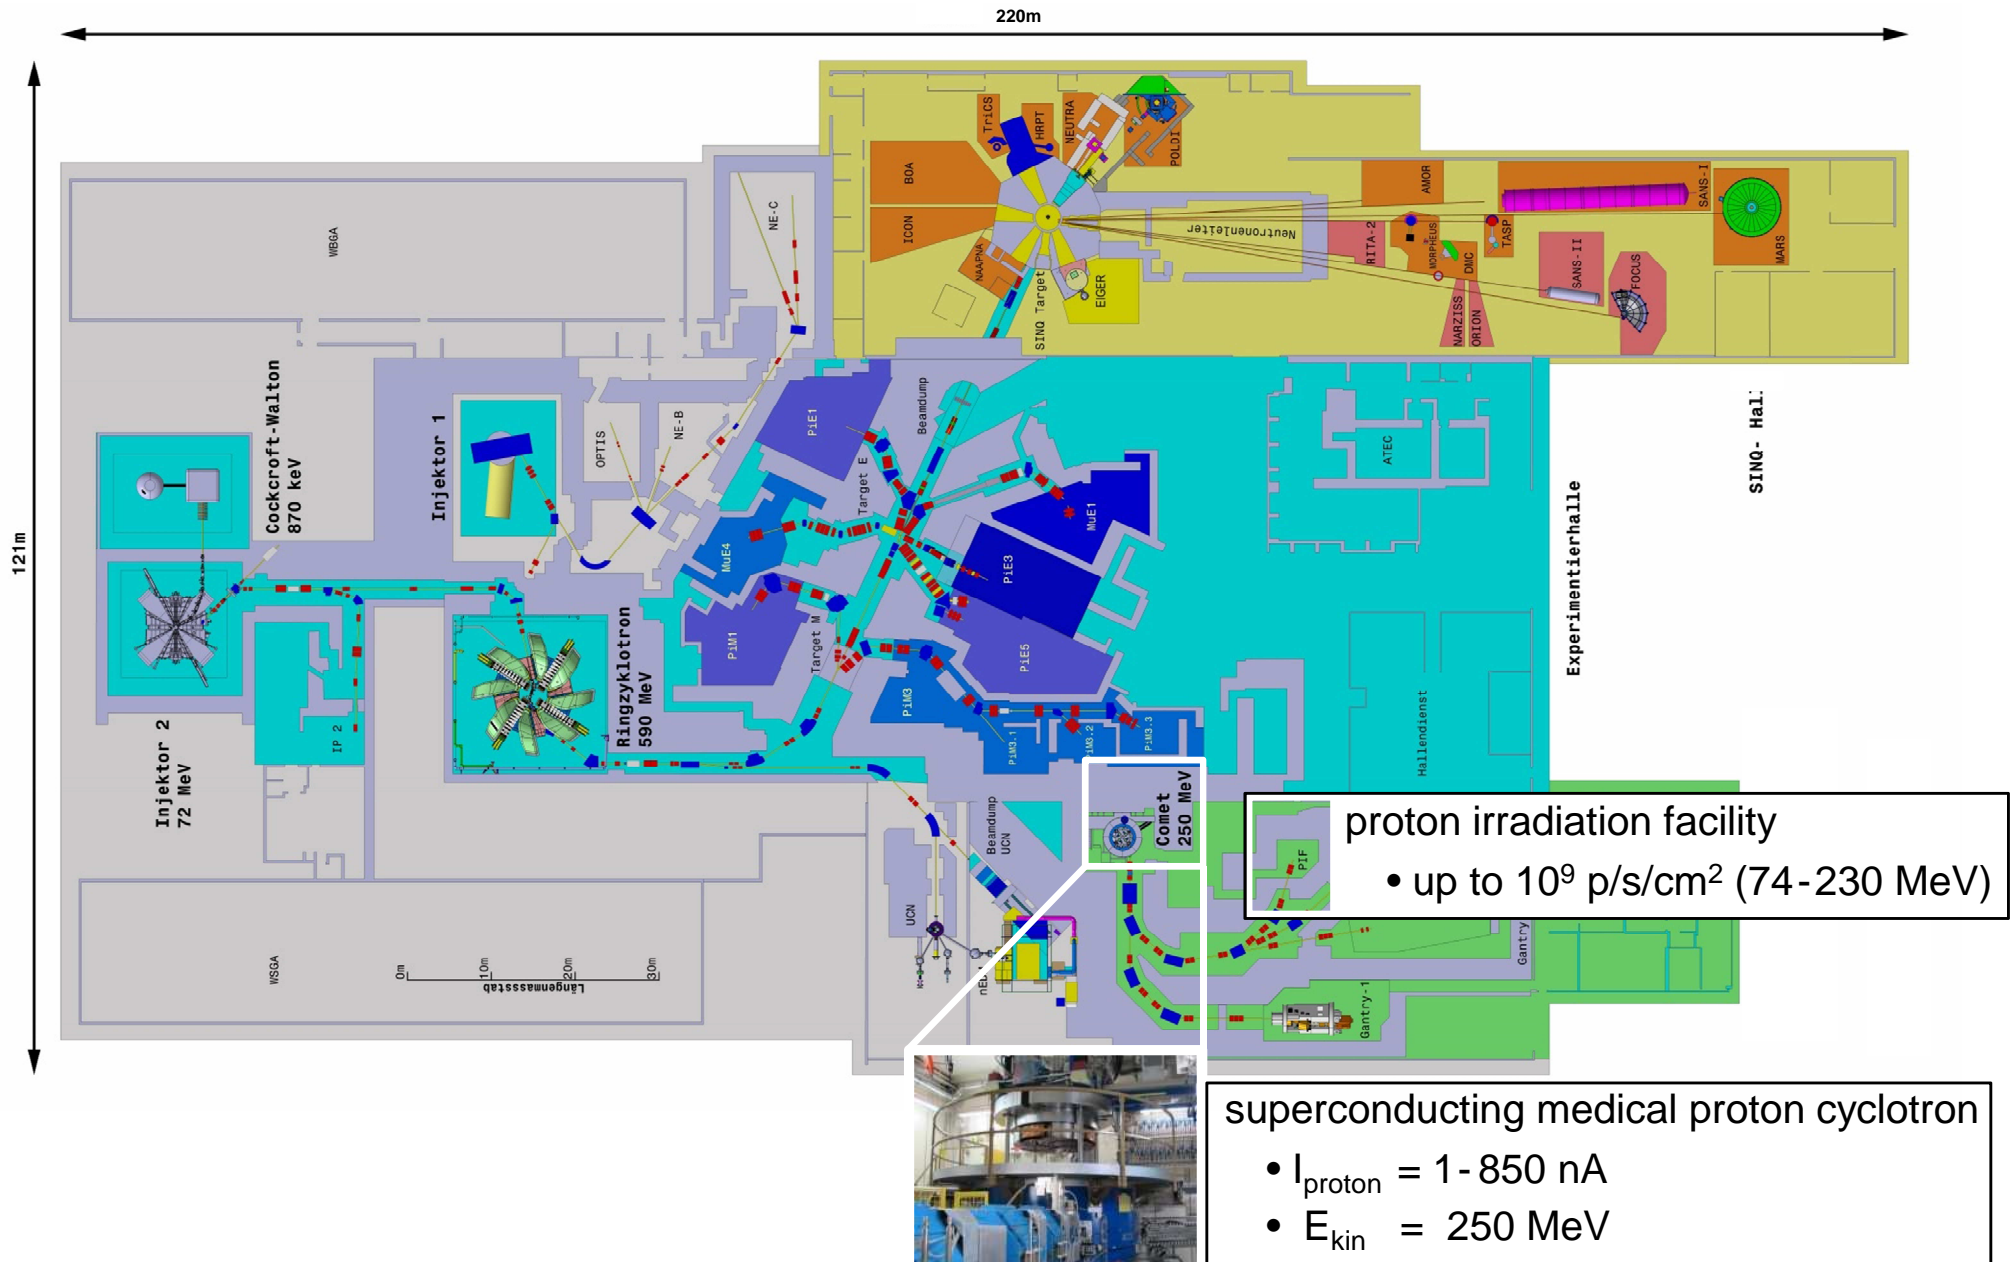 220m
121m
WBGA
NE-C
TriCS
HRPT
NEUTRA
POLDI
BOA
ICON
NAA/PNA
SINQ Target
EIGER
Neutronenleiter
AMOR
RITA-2
MORPHEUS
DMC
TASP
NARZISS
ORION
SANS-I
SANS-II
FOCUS
MARS
SINQ- Hal
Cockcroft-Walton
870 keV
Injektor 1
OPTIS
NE-B
PiE1
Beamdump
Target E
MuE4
MuE1
PiE3
PiE5
ATEC
Experimentierhalle
Injektor 2
72 MeV
IP 2
Ringzyklotron
590 MeV
PiM1
Target M
PiM3
PiM3.1
PiM3.2
PiM3.3
Hallendienst
Comet
250 MeV
Beamdump
UCN
UCN
WSGA
0m
10m
20m
30m
Längenmassstab
PIF
Gantry
Gantry-1
proton irradiation facility
• up to 10⁹ p/s/cm² (74-230 MeV)
superconducting medical proton cyclotron
• Iproton = 1-850 nA
• Ekin = 250 MeV